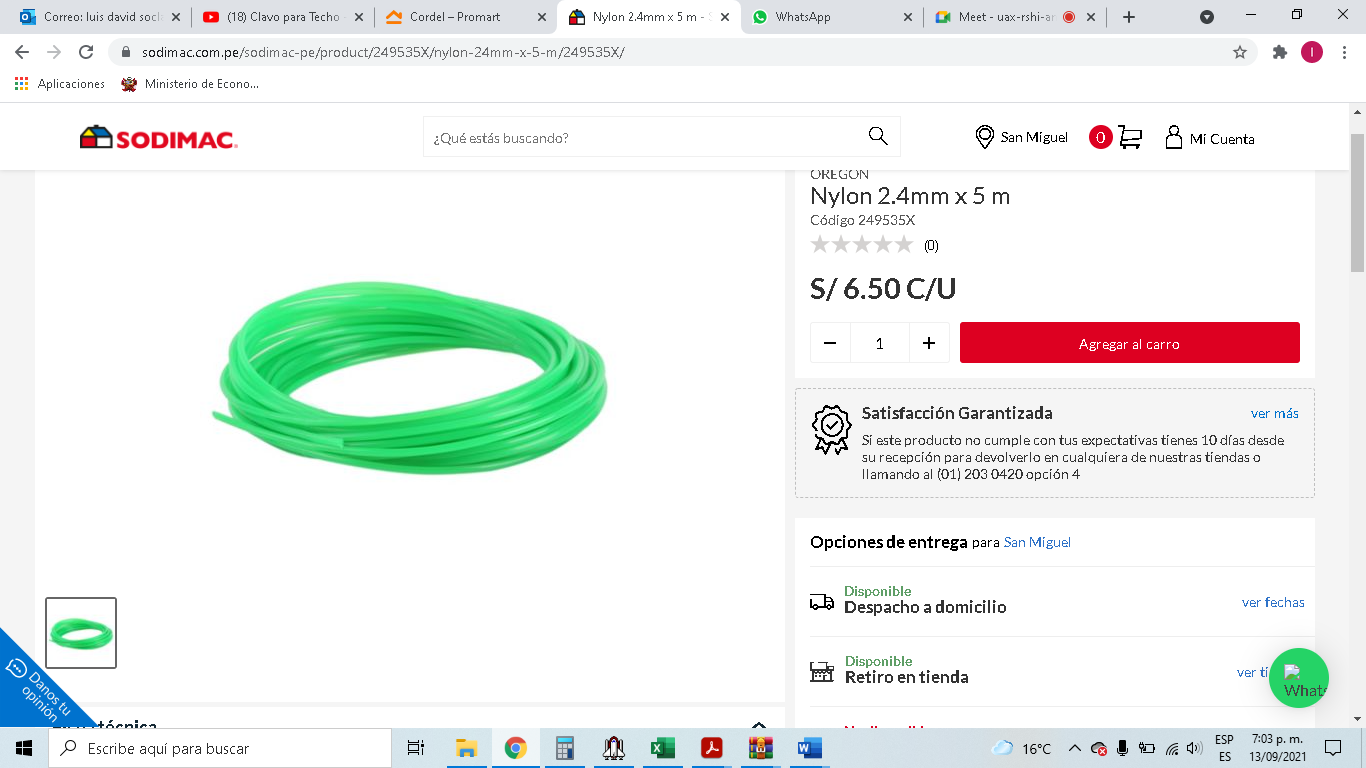 Correo: luis david socl
(18) Clavo para Techo -
Cordel – Promart
Nylon 2.4mm x 5 m - S
WhatsApp
Meet - uax-rshi-ar
sodimac.com.pe/sodimac-pe/product/249535X/nylon-24mm-x-5-m/249535X/
I
Aplicaciones
Ministerio de Econo...
SODIMAC.
¿Qué estás buscando?
San Miguel
0
Mi Cuenta
OREGON
Nylon 2.4mm x 5 m
Código 249535X
(0)
S/ 6.50 C/U
1
Agregar al carro
Satisfacción Garantizada
ver más
Si este producto no cumple con tus expectativas tienes 10 días desde
su recepción para devolverlo en cualquiera de nuestras tiendas o
llamando al (01) 203 0420 opción 4
Opciones de entrega para San Miguel
Disponible
Despacho a domicilio
ver fechas
Disponible
Retiro en tienda
ver ti
Whats
Danos tu
opinión
técnica
Escribe aquí para buscar
16°C
ESP
ES
7:03 p. m.
13/09/2021